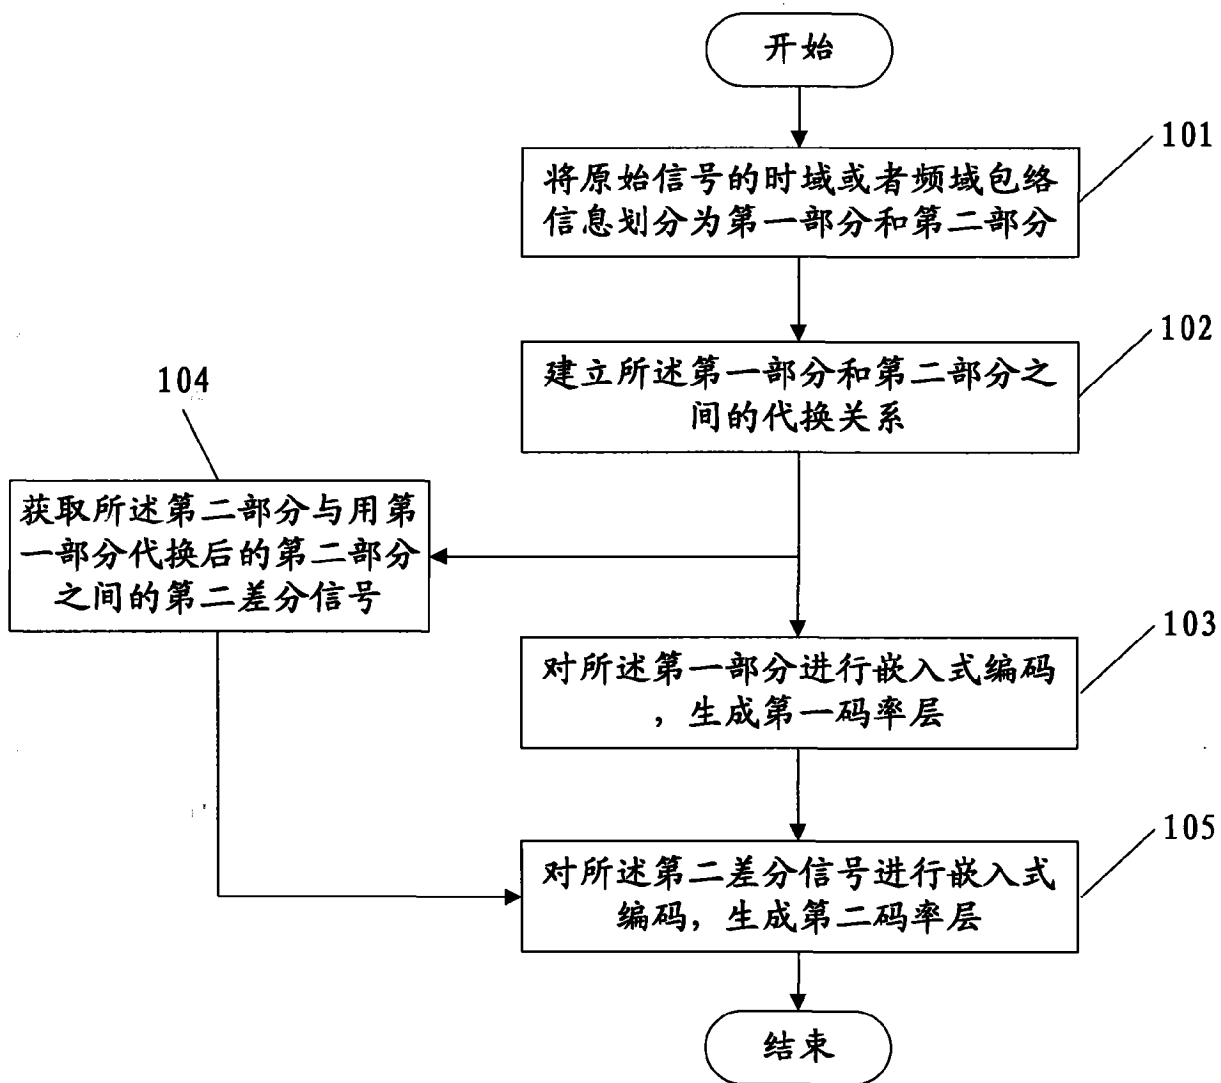 开始
101
将原始信号的时域或者频域包络
信息划分为第一部分和第二部分
102
建立所述第一部分和第二部分之
间的代换关系
104
获取所述第二部分与用第
一部分代换后的第二部分
之间的第二差分信号
103
对所述第一部分进行嵌入式编码
，生成第一码率层
105
对所述第二差分信号进行嵌入式
编码，生成第二码率层
结束